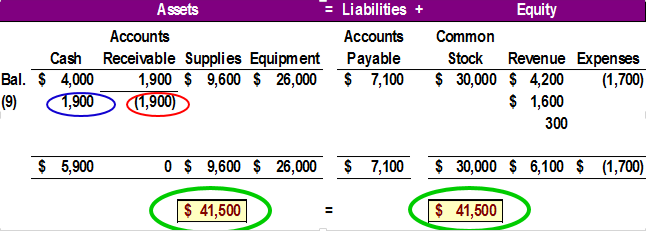 Assets = Liabilities + Equity
Accounts Accounts Common
Cash Receivable Supplies Equipment Payable Stock Revenue Expenses
Bal. $ 4,000 1,900 $ 9,600 $ 26,000 $ 7,100 $ 30,000 $ 4,200 (1,700)
(9) 1,900 (1,900) $ 1,600
300
$ 5,900 0 $ 9,600 $ 26,000 $ 7,100 $ 30,000 $ 6,100 $ (1,700)
$ 41,500 = $ 41,500